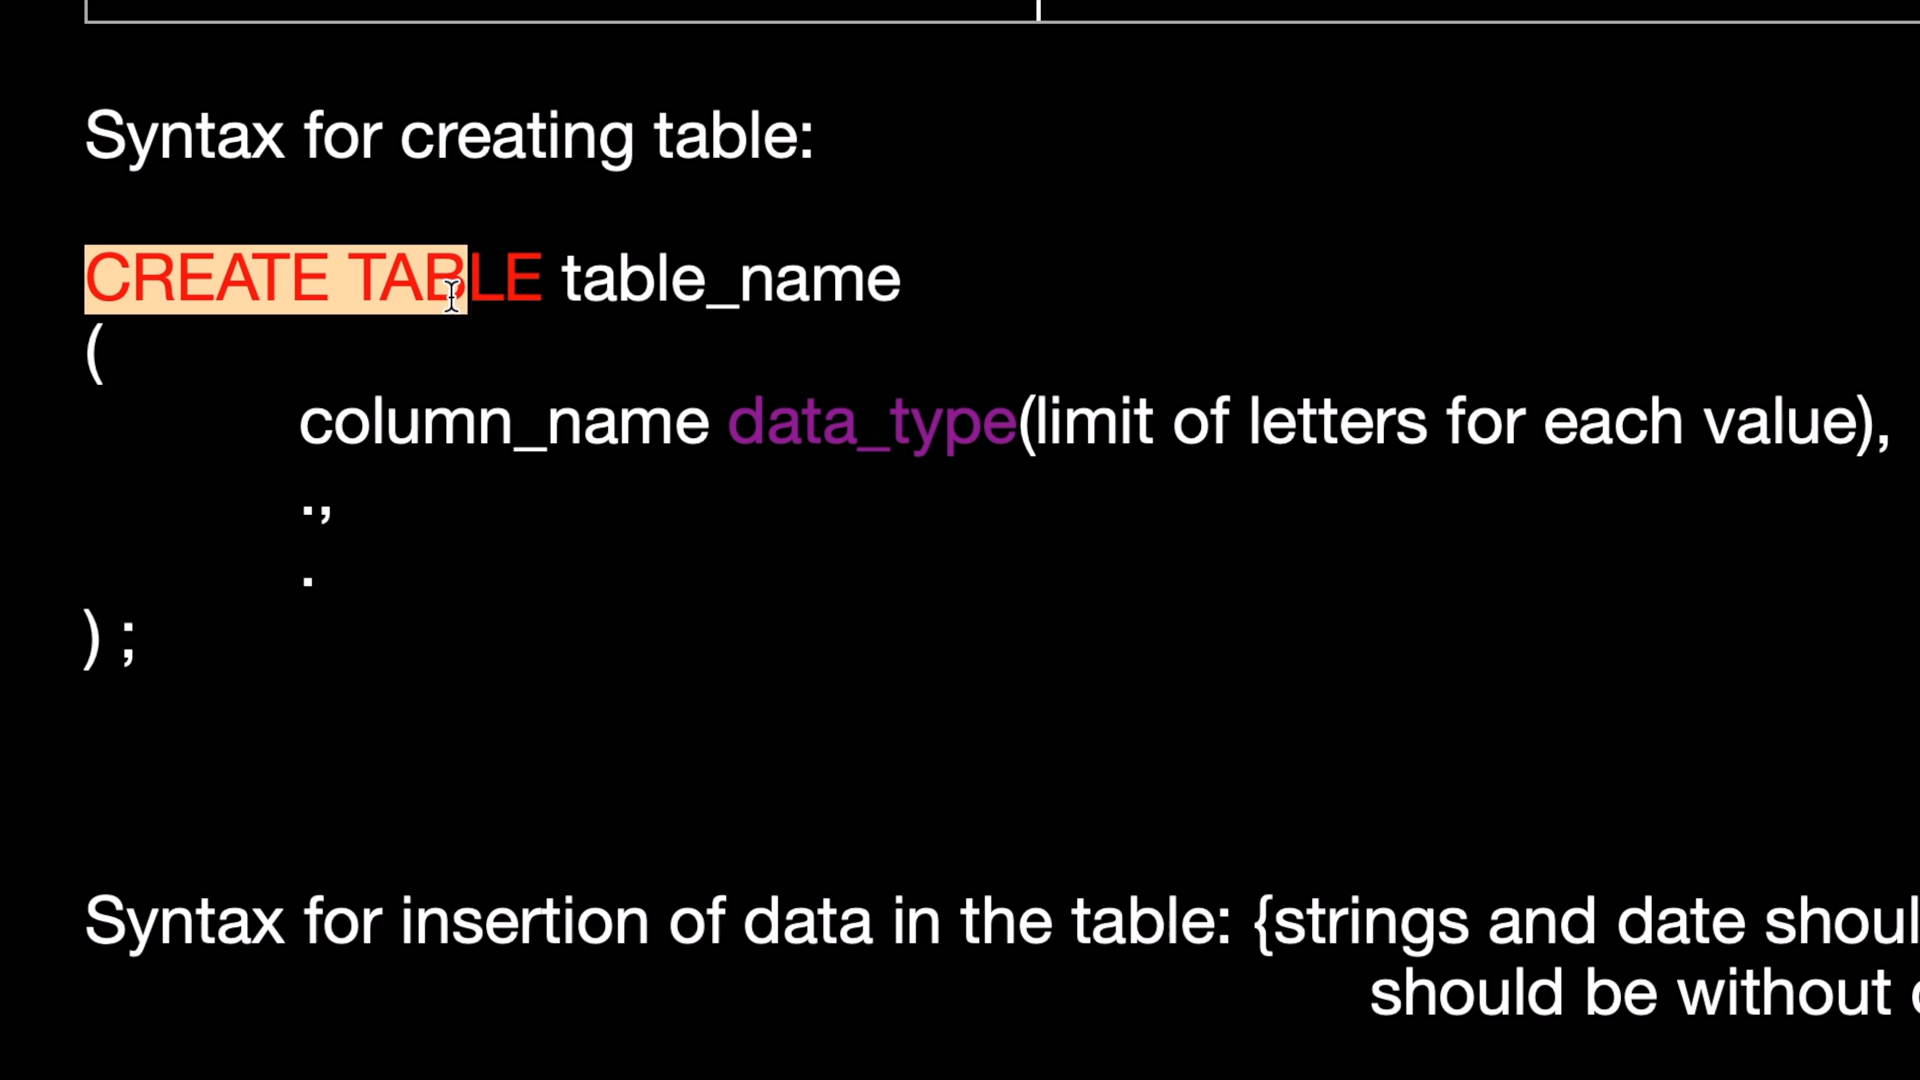 Syntax for creating table:
CREATE TABLE table_name
(
column_name data_type(limit of letters for each value),
.,
.
) ;
Syntax for insertion of data in the table: {strings and date
should be without